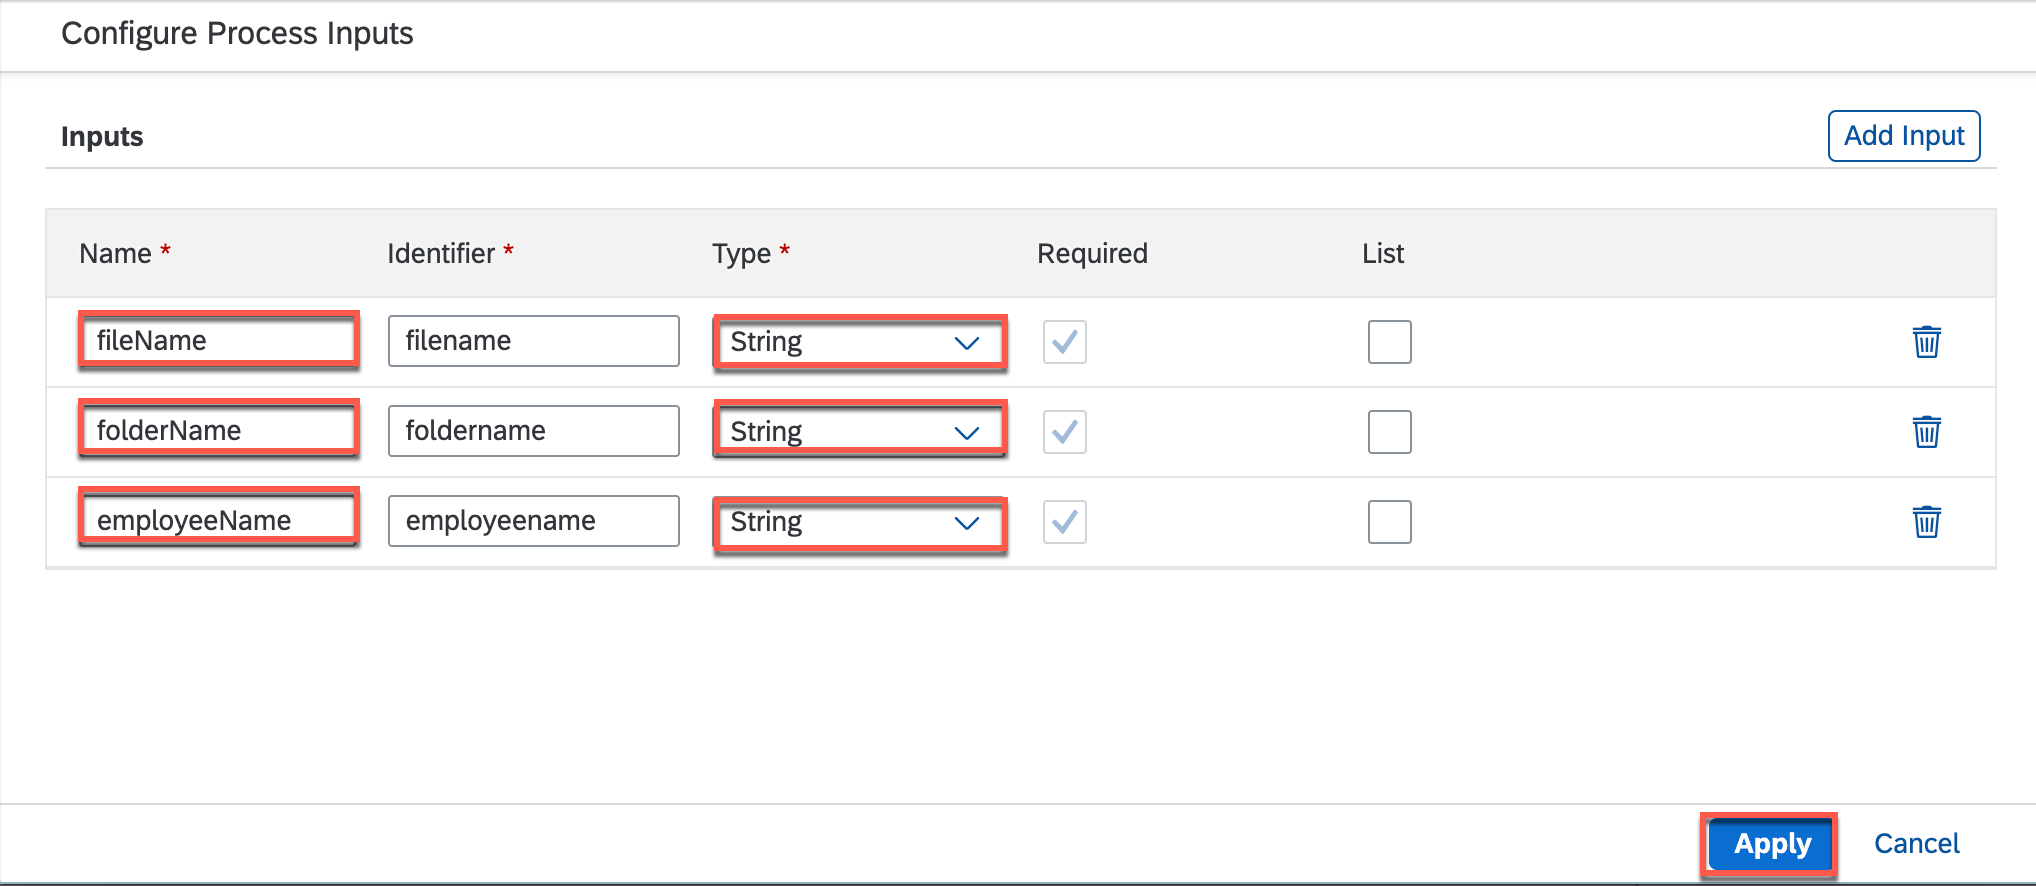 Configure Process Inputs
Inputs Add Input
Name * Identifier * Type * Required List
fileName filename String
folderName foldername String
employeeName employeename String
Apply Cancel